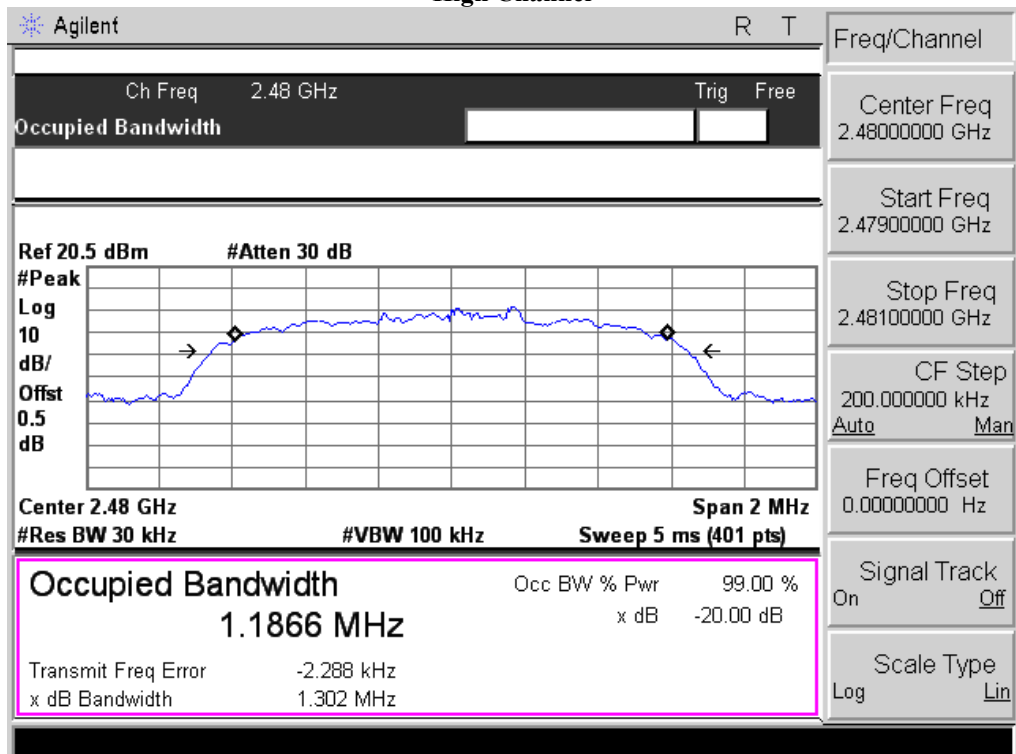 High Channel
Agilent R T
Freq/Channel
Ch Freq 2.48 GHz Trig Free
Occupied Bandwidth
Center Freq
2.48000000 GHz
Start Freq
2.47900000 GHz
Stop Freq
2.48100000 GHz
CF Step
200.000000 kHz
Auto Man
Freq Offset
0.00000000 Hz
Signal Track
On Off
Scale Type
Log Lin
Ref 20.5 dBm #Atten 30 dB
#Peak
Log
10
dB/
Offst
0.5
dB
Center 2.48 GHz Span 2 MHz
#Res BW 30 kHz #VBW 100 kHz Sweep 5 ms (401 pts)
Occupied Bandwidth Occ BW % Pwr 99.00 %
1.1866 MHz x dB -20.00 dB
Transmit Freq Error -2.288 kHz
x dB Bandwidth 1.302 MHz